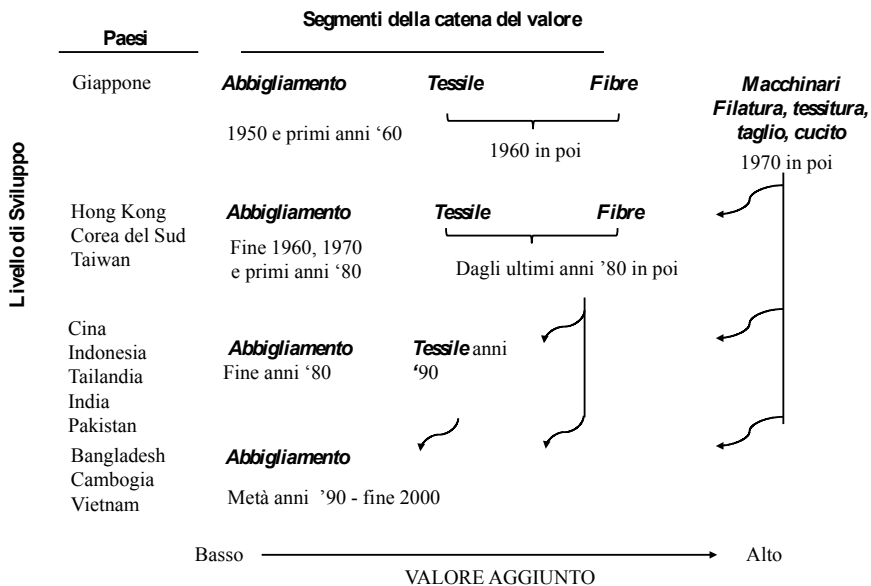 Segmenti della catena del valore
Paesi
Livello di Sviluppo
Giappone
Abbigliamento
Tessile
Fibre
Macchinari
Filatura, tessitura,
taglio, cucito
1950 e primi anni ‘60
1960 in poi
1970 in poi
Hong Kong
Corea del Sud
Taiwan
Abbigliamento
Tessile
Fibre
Fine 1960, 1970
e primi anni ‘80
Dagli ultimi anni ’80 in poi
Cina
Indonesia
Tailandia
India
Pakistan
Abbigliamento
Fine anni ‘80
Tessile anni
‘90
Bangladesh
Cambogia
Vietnam
Abbigliamento
Metà anni ’90 - fine 2000
Basso
Alto
VALORE AGGIUNTO